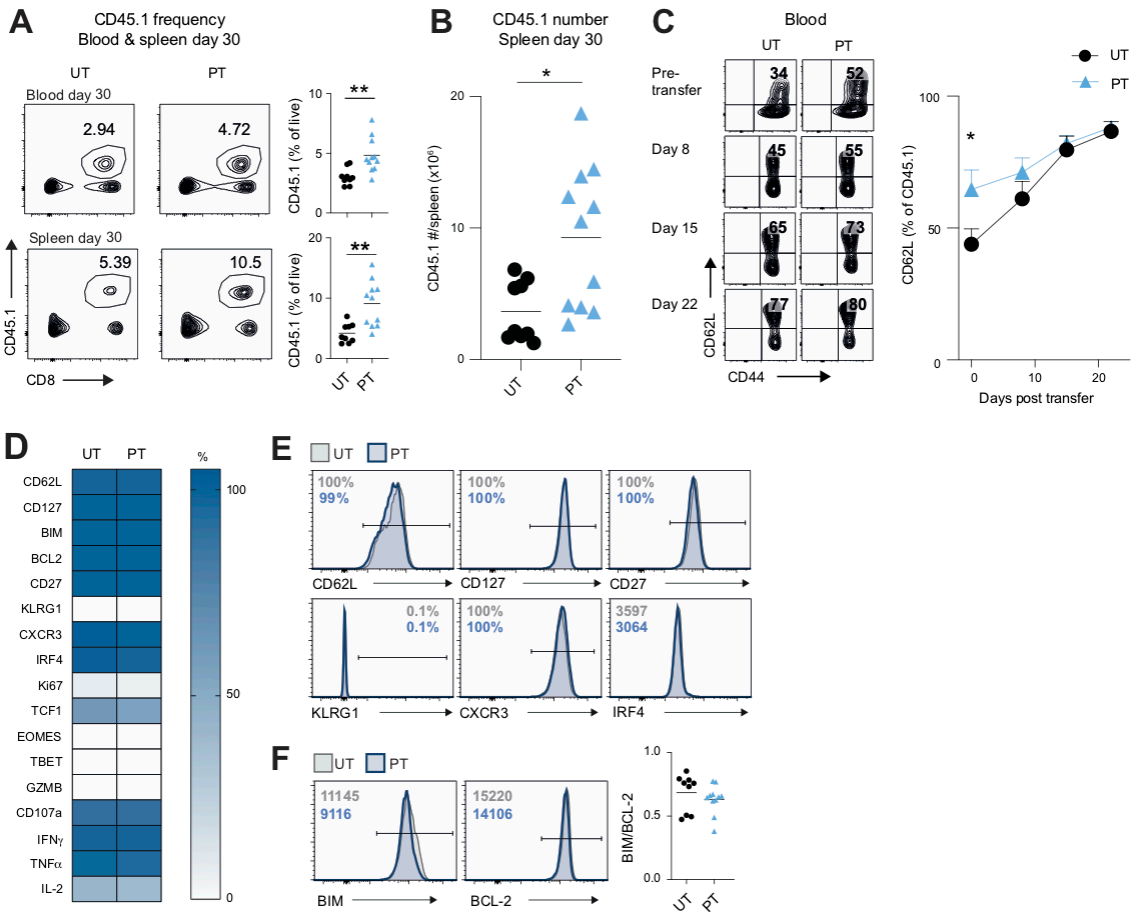 A
CD45.1 frequency
Blood & spleen day 30
UT
PT
Blood day 30
2.94
4.72
Spleen day 30
5.39
10.5
CD45.1
CD8
CD45.1 (% of live)
10
5
0
**
CD45.1 (% of live)
20
10
0
**
UT
PT
B
CD45.1 number
Spleen day 30
*
CD45.1 #/spleen (x10⁶)
20
10
0
UT
PT
C
Blood
UT
PT
Pre-
transfer
34
52
Day 8
45
55
Day 15
65
73
Day 22
77
80
CD62L
CD44
UT
PT
CD62L (% of CD45.1)
100
50
0
*
0
10
20
Days post transfer
D
UT
PT
%
CD62L
CD127
BIM
BCL2
CD27
KLRG1
CXCR3
IRF4
Ki67
TCF1
EOMES
TBET
GZMB
CD107a
IFNγ
TNFα
IL-2
100
50
0
E
UT
PT
100%
99%
CD62L
100%
100%
CD127
100%
100%
CD27
0.1%
0.1%
KLRG1
100%
100%
CXCR3
3597
3064
IRF4
F
UT
PT
11145
9116
BIM
15220
14106
BCL-2
BIM/BCL-2
1.0
0.5
0.0
UT
PT